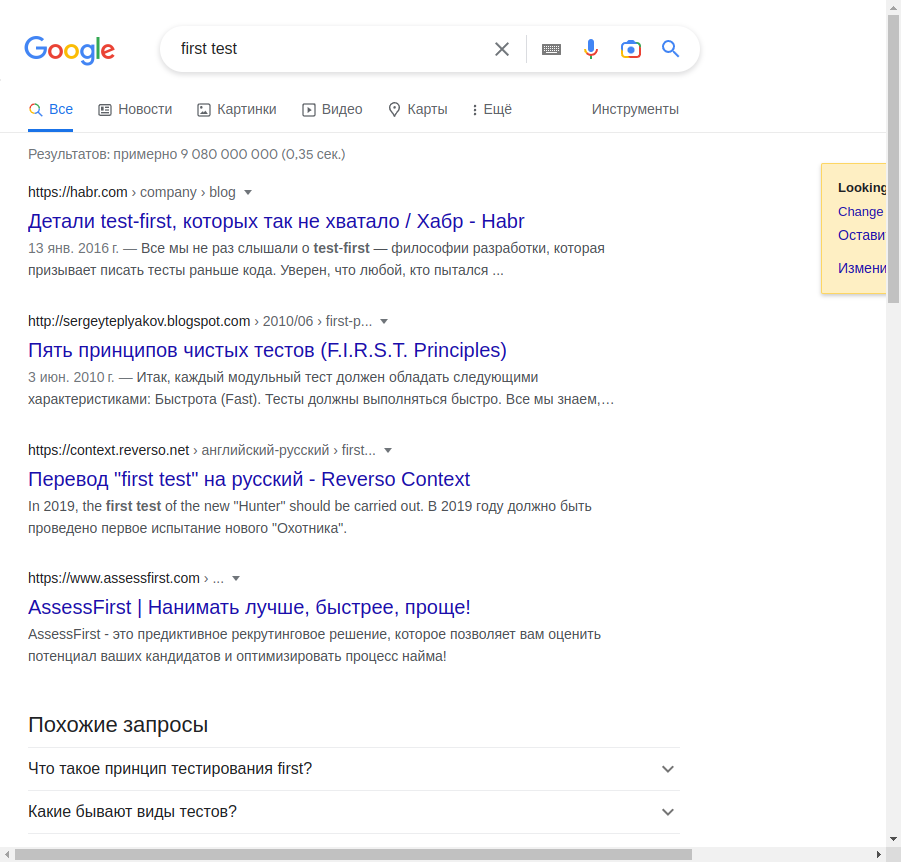 Google
first test
Все
Новости
Картинки
Видео
Карты
Ещё
Инструменты
Результатов: примерно 9 080 000 000 (0,35 сек.)
https://habr.com › company › blog
Детали test-first, которых так не хватало / Хабр - Habr
13 янв. 2016 г. — Все мы не раз слышали о test-first — философии разработки, которая
призывает писать тесты раньше кода. Уверен, что любой, кто пытался ...
http://sergeyteplyakov.blogspot.com › 2010/06 › first-p...
Пять принципов чистых тестов (F.I.R.S.T. Principles)
3 июн. 2010 г. — Итак, каждый модульный тест должен обладать следующими
характеристиками: Быстрота (Fast). Тесты должны выполняться быстро. Все мы знаем,…
https://context.reverso.net › английский-русский › first...
Перевод "first test" на русский - Reverso Context
In 2019, the first test of the new "Hunter" should be carried out. В 2019 году должно быть
проведено первое испытание нового "Охотника".
https://www.assessfirst.com › ...
AssessFirst | Нанимать лучше, быстрее, проще!
AssessFirst - это предиктивное рекрутинговое решение, которое позволяет вам оценить
потенциал ваших кандидатов и оптимизировать процесс найма!
Похожие запросы
Что такое принцип тестирования first?
Какие бывают виды тестов?
Looking
Change
Остави
Измени